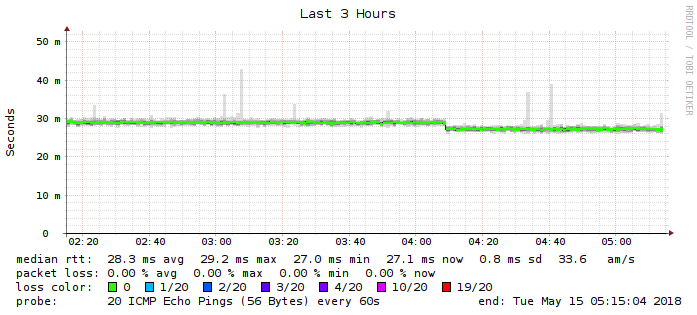 Last 3 Hours
RRDTOOL / TOBI OETIKER
Seconds
50 m
40 m
30 m
20 m
10 m
0
02:20 02:40 03:00 03:20 03:40 04:00 04:20 04:40 05:00
median rtt: 28.3 ms avg 29.2 ms max 27.0 ms min 27.1 ms now 0.8 ms sd 33.6 am/s
packet loss: 0.00 % avg 0.00 % max 0.00 % min 0.00 % now
loss color: 0 1/20 2/20 3/20 4/20 10/20 19/20
probe: 20 ICMP Echo Pings (56 Bytes) every 60s end: Tue May 15 05:15:04 2018